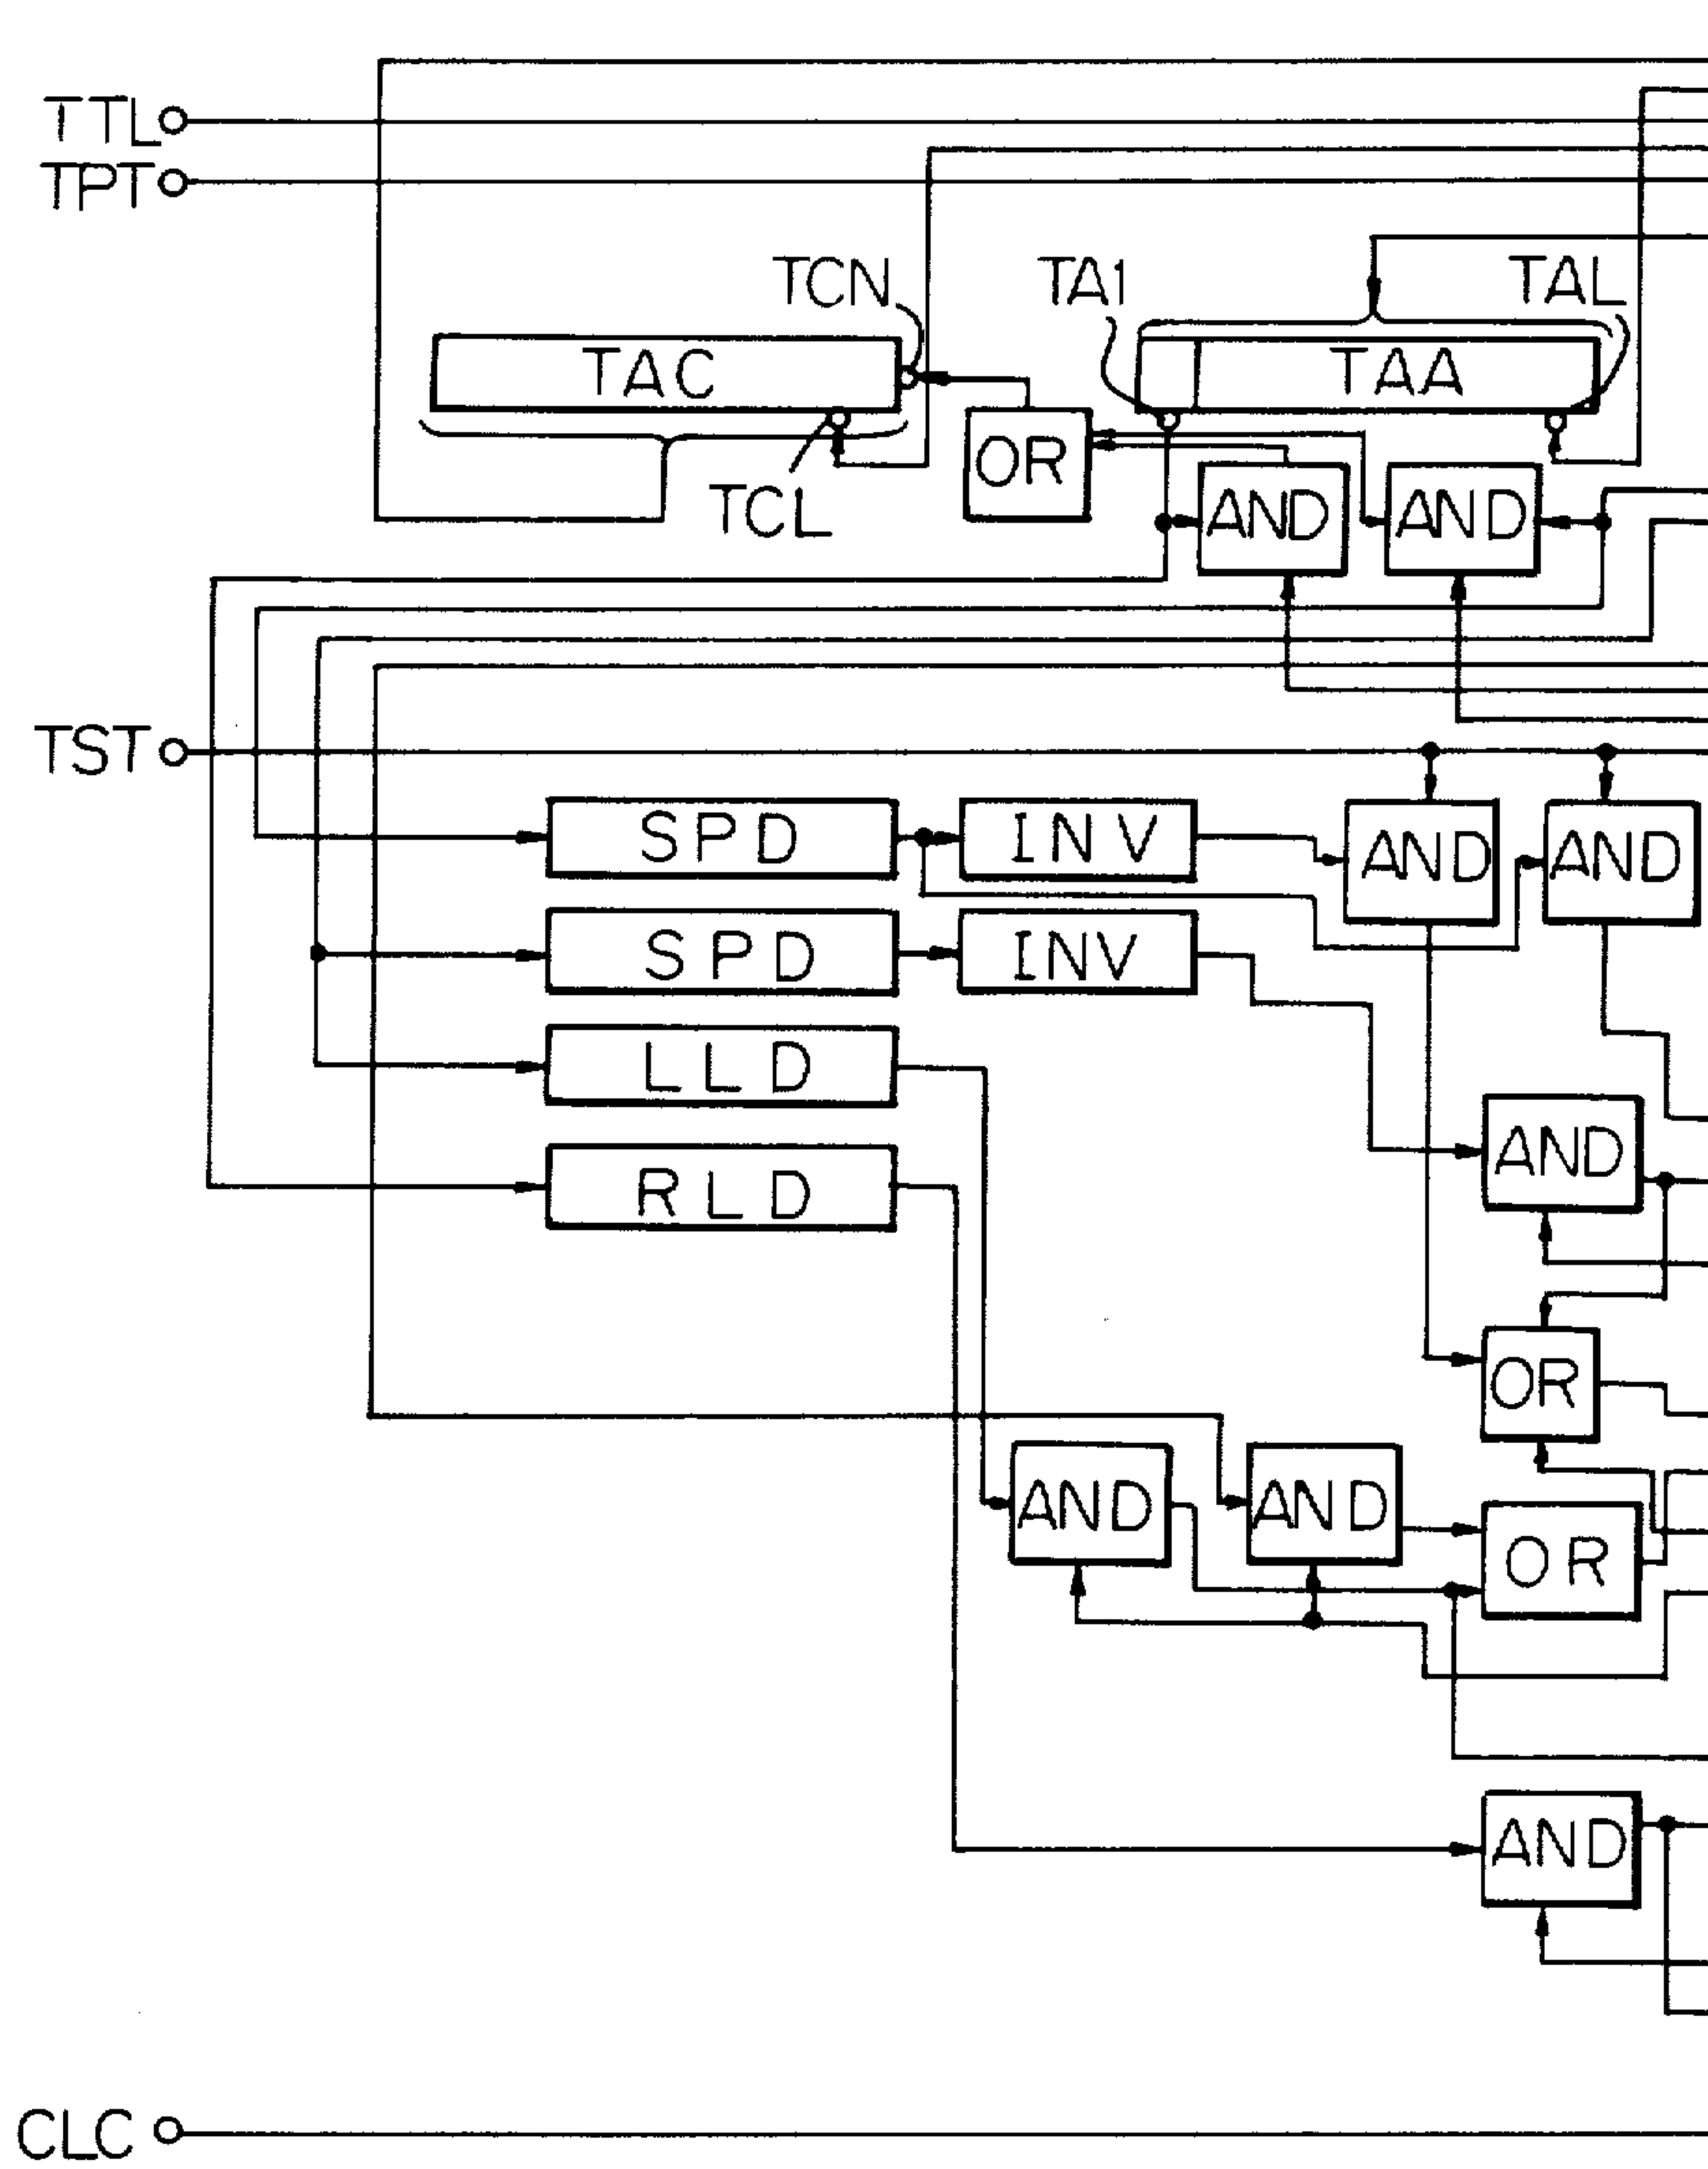 TTL
TPT
TCN
TA1
TAL
TAC
TAA
OR
TCL
AND
AND
TST
SPD
INV
AND
AND
SPD
INV
LLD
AND
RLD
OR
AND
AND
OR
AND
CLC